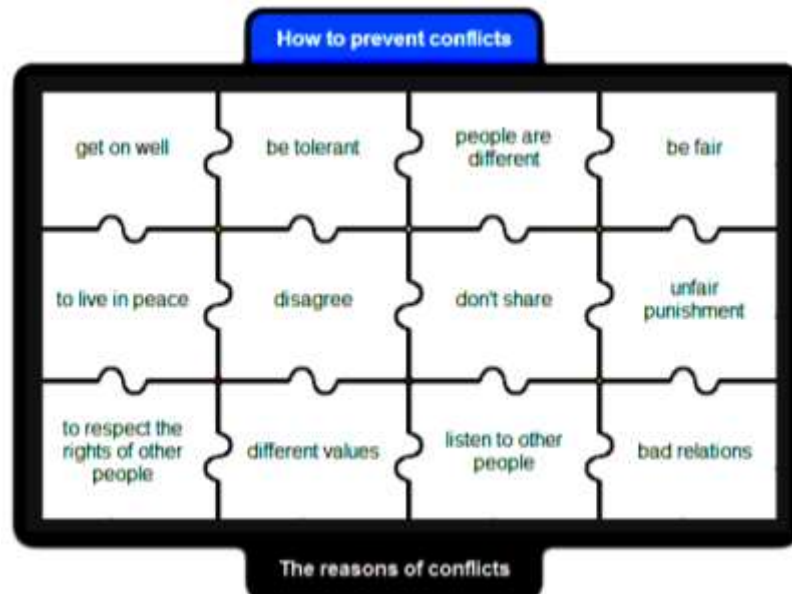 How to prevent conflicts
get on well
be tolerant
people are
different
be fair
to live in peace
disagree
don't share
unfair
punishment
to respect the
rights of other
people
different values
listen to other
people
bad relations
The reasons of conflicts